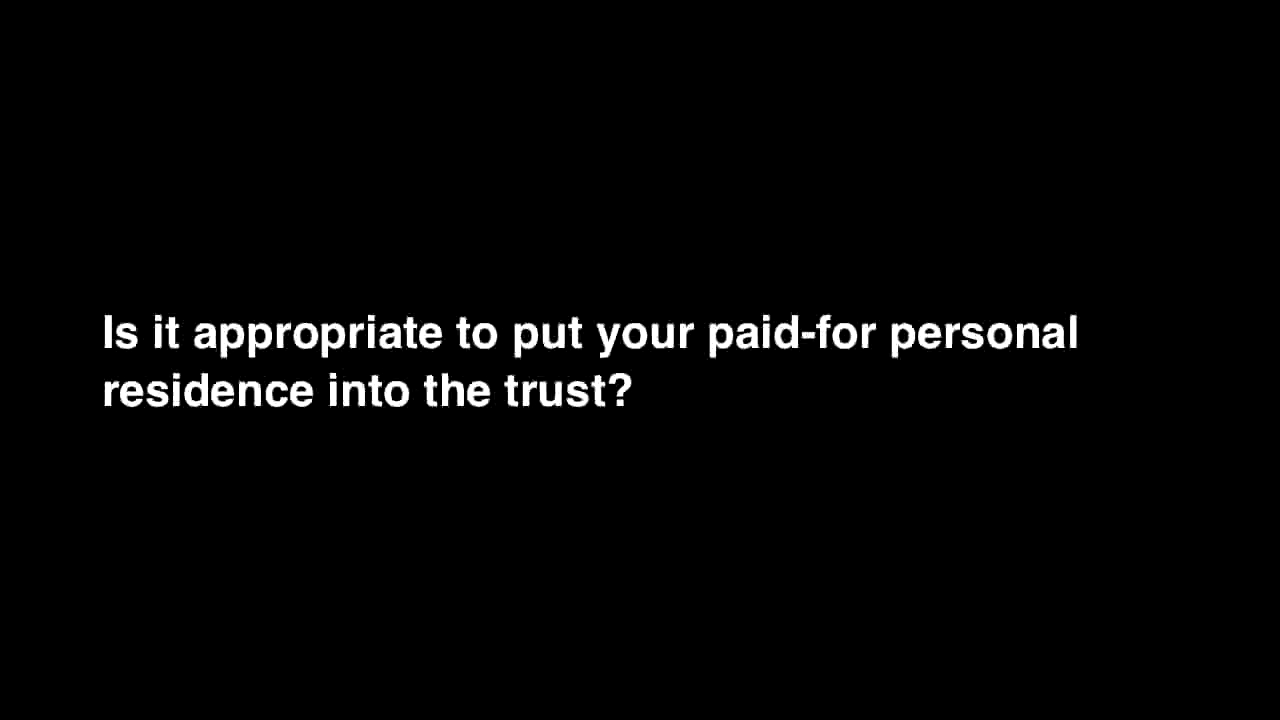 Is it appropriate to put your paid-for personal
residence into the trust?